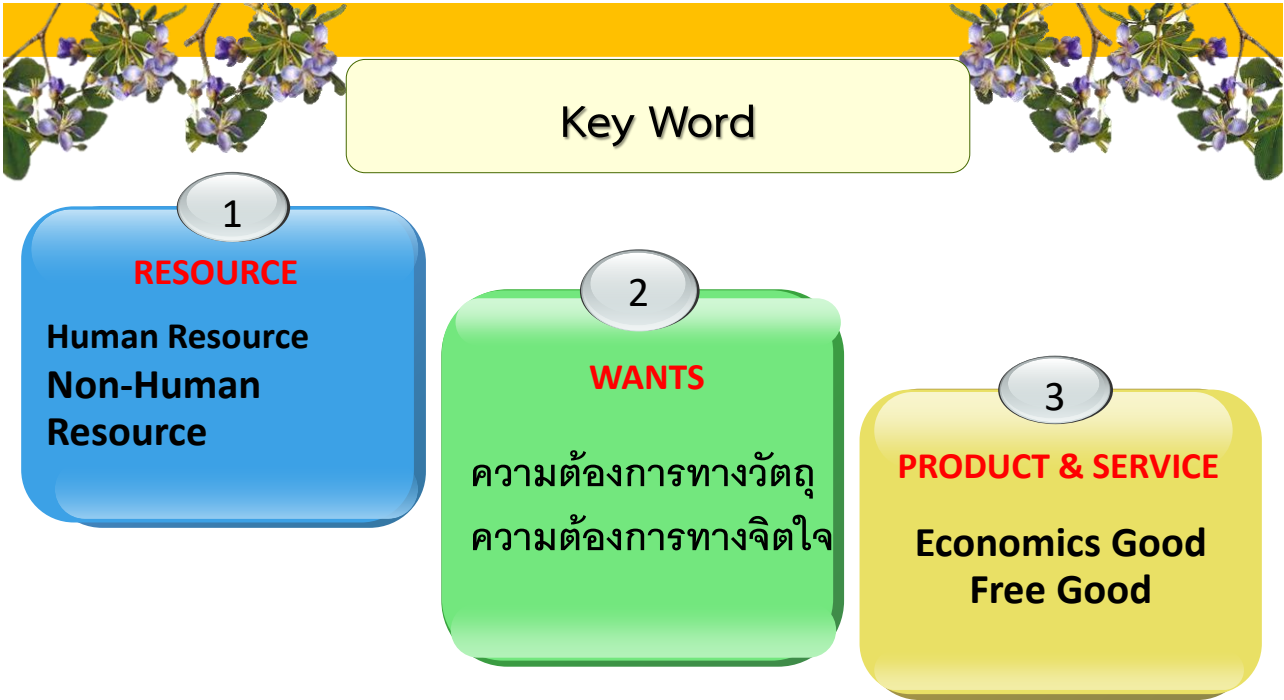 Key Word
1
RESOURCE
Human Resource
Non-Human
Resource
2
WANTS
ความต้องการทางวัตถุ
ความต้องการทางจิตใจ
3
PRODUCT & SERVICE
Economics Good
Free Good